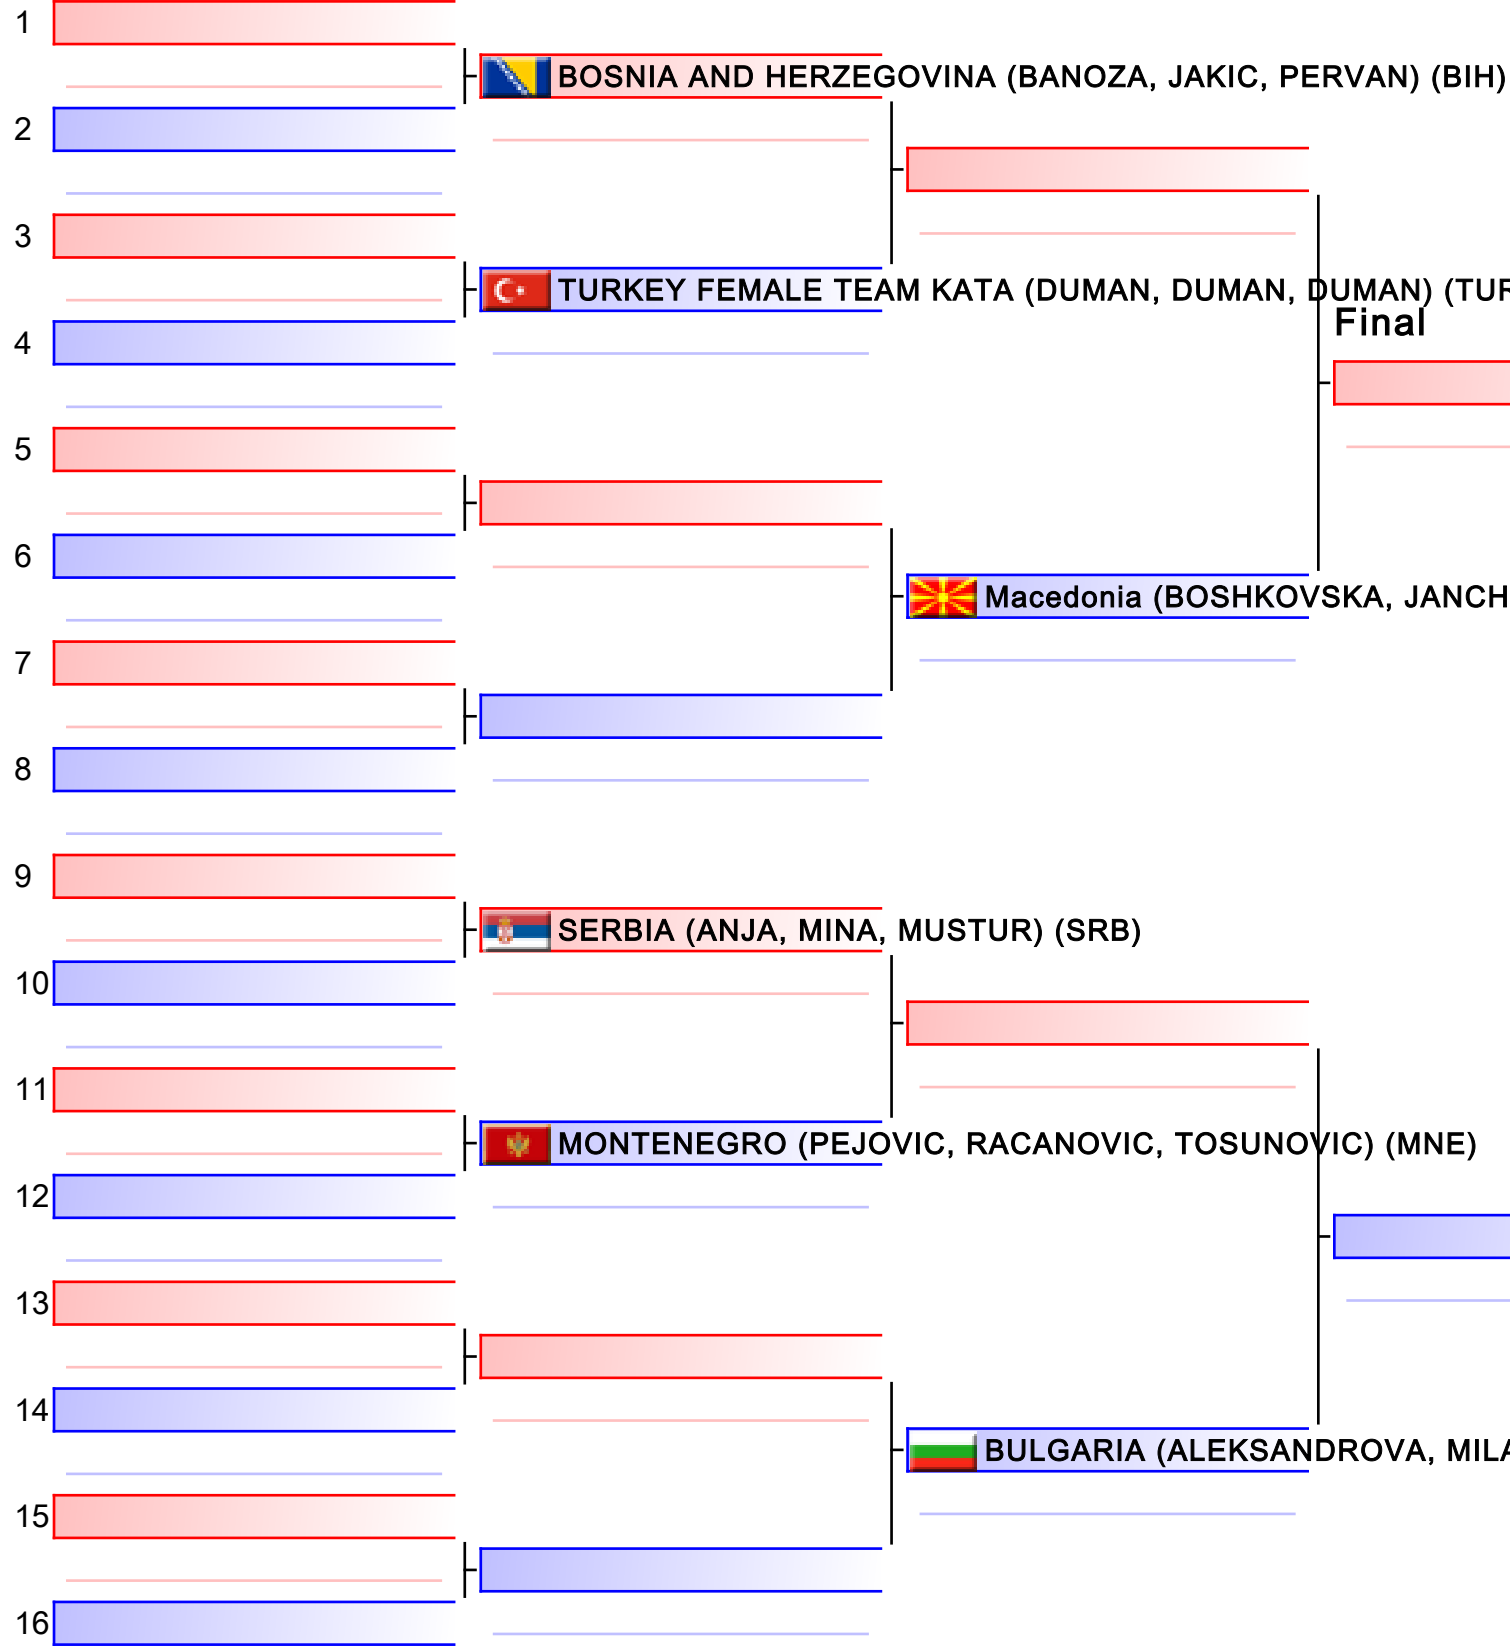 1
BOSNIA AND HERZEGOVINA (BANOZA, JAKIC, PERVAN) (BIH)
2
3
TURKEY FEMALE TEAM KATA (DUMAN, DUMAN, DUMAN) (TUR
Final
4
5
6
Macedonia (BOSHKOVSKA, JANCH
7
8
9
SERBIA (ANJA, MINA, MUSTUR) (SRB)
10
11
MONTENEGRO (PEJOVIC, RACANOVIC, TOSUNOVIC) (MNE)
12
13
14
BULGARIA (ALEKSANDROVA, MILA
15
16